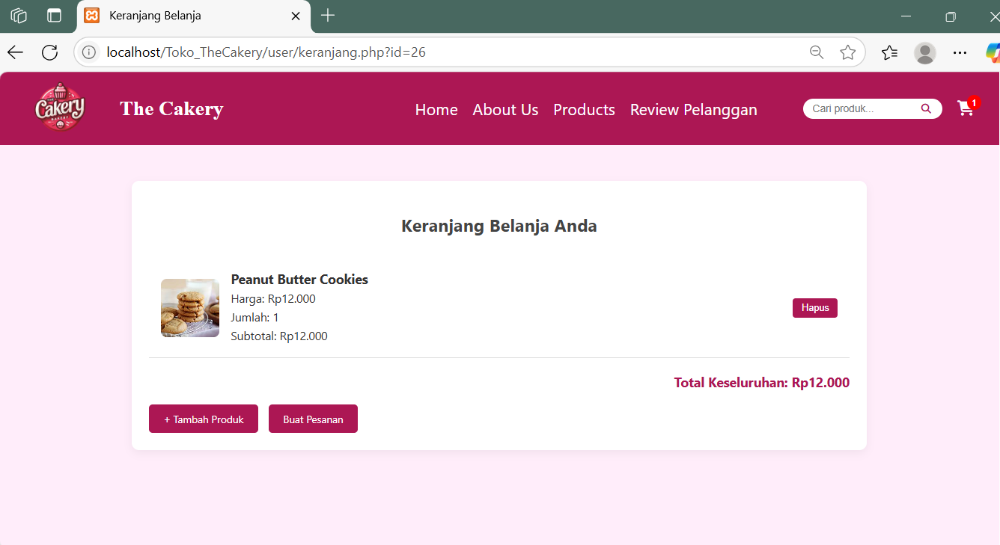 Keranjang Belanja
localhost/Toko_TheCakery/user/keranjang.php?id=26
THE
Cakery
BAKERY
The Cakery
Home
About Us
Products
Review Pelanggan
Cari produk...
1
Keranjang Belanja Anda
Peanut Butter Cookies
Harga: Rp12.000
Jumlah: 1
Subtotal: Rp12.000
Hapus
Total Keseluruhan: Rp12.000
+ Tambah Produk
Buat Pesanan